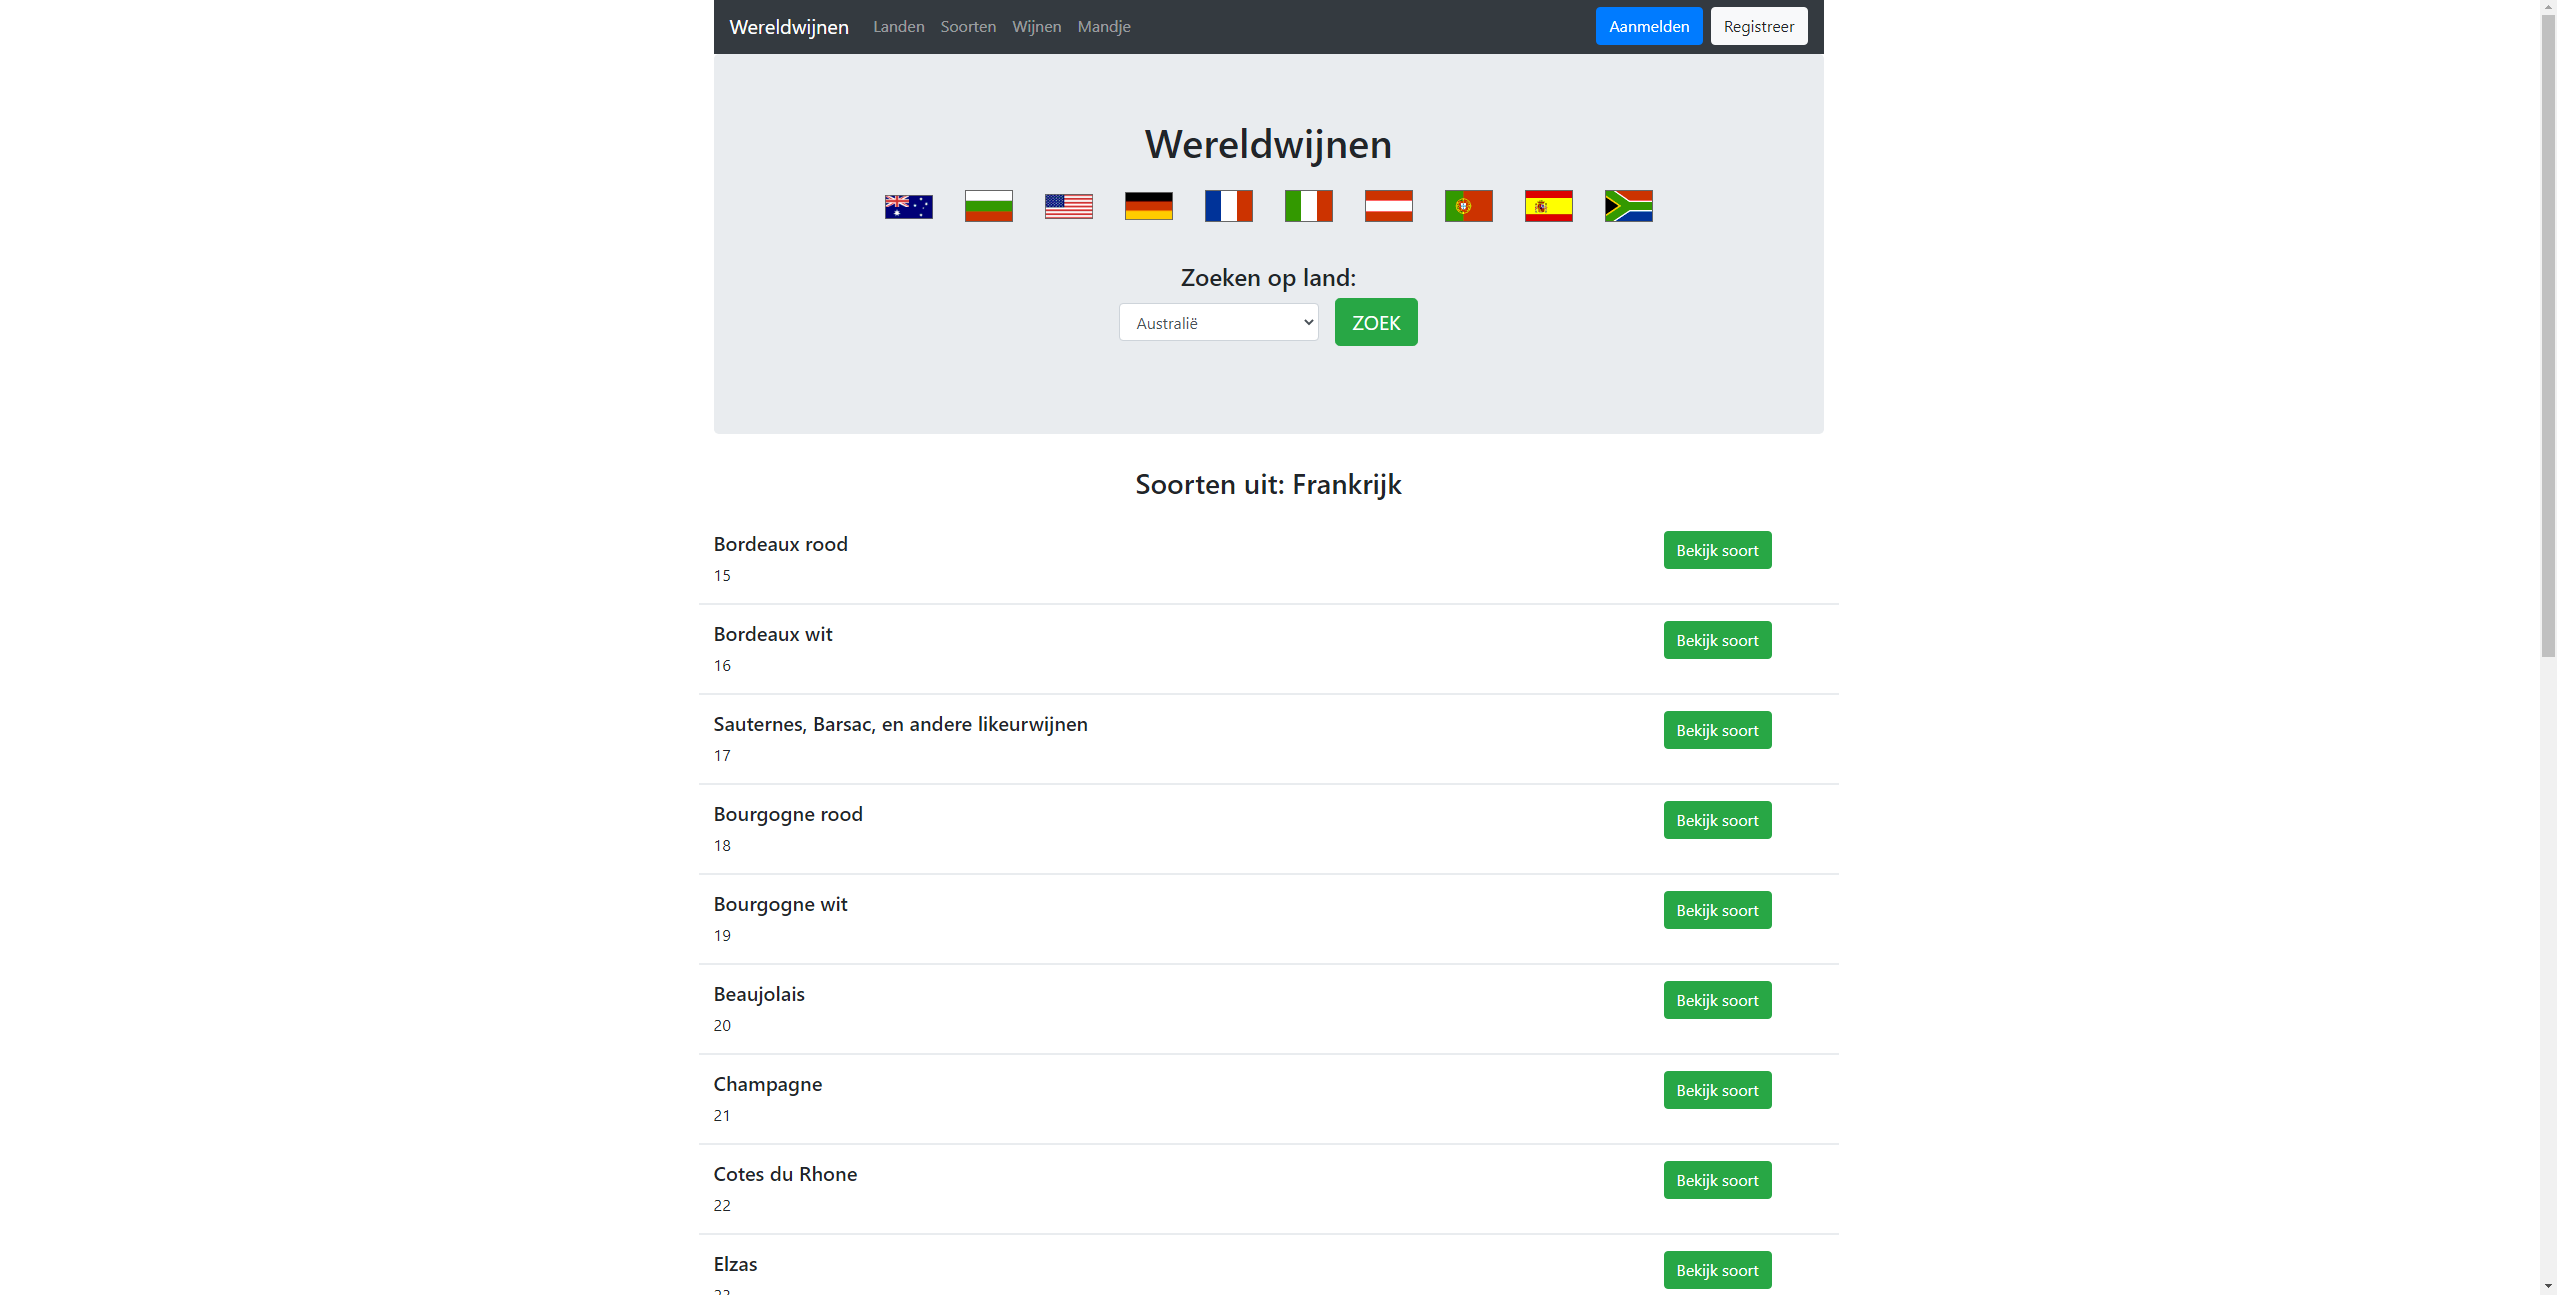 Wereldwijnen Landen Soorten Wijnen Mandje Aanmelden Registreer
Wereldwijnen
Zoeken op land:
Australië ZOEK
Soorten uit: Frankrijk
Bordeaux rood Bekijk soort
15
Bordeaux wit Bekijk soort
16
Sauternes, Barsac, en andere likeurwijnen Bekijk soort
17
Bourgogne rood Bekijk soort
18
Bourgogne wit Bekijk soort
19
Beaujolais Bekijk soort
20
Champagne Bekijk soort
21
Cotes du Rhone Bekijk soort
22
Elzas Bekijk soort